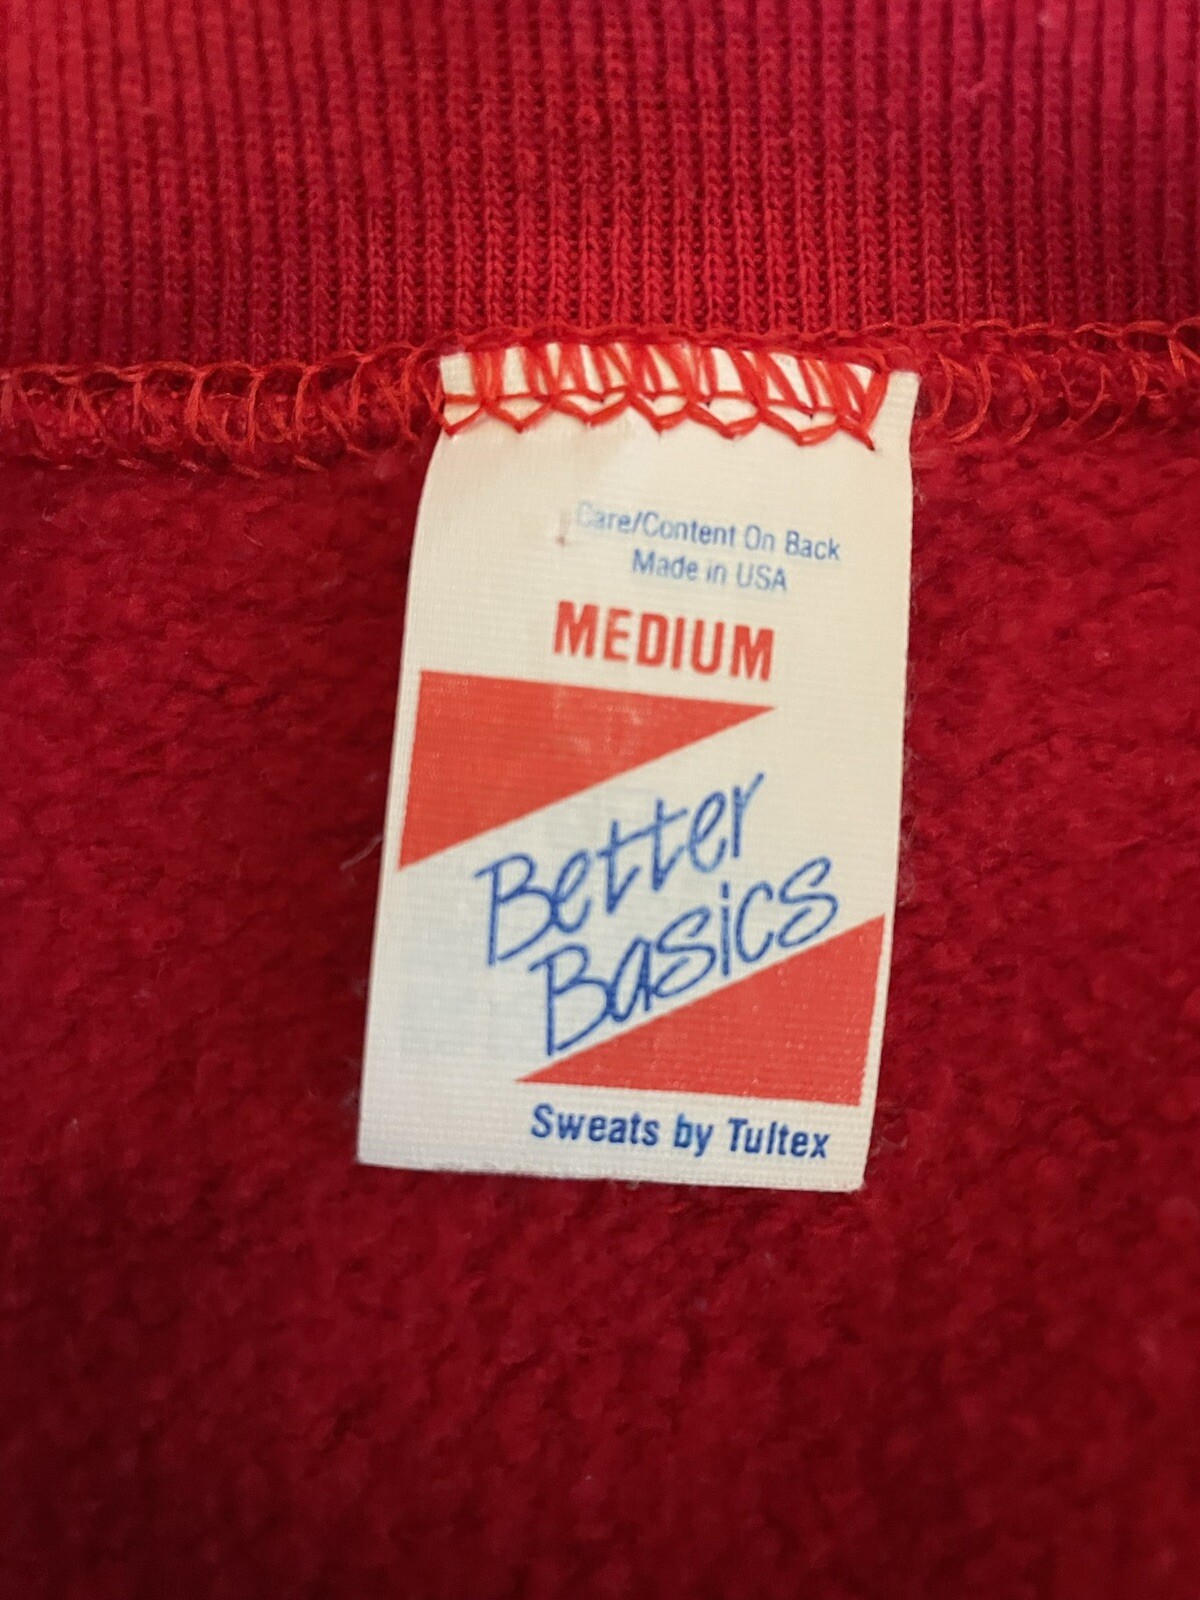 Care/Content On Back
Made in USA
MEDIUM
Better
Basics
Sweats by Tultex